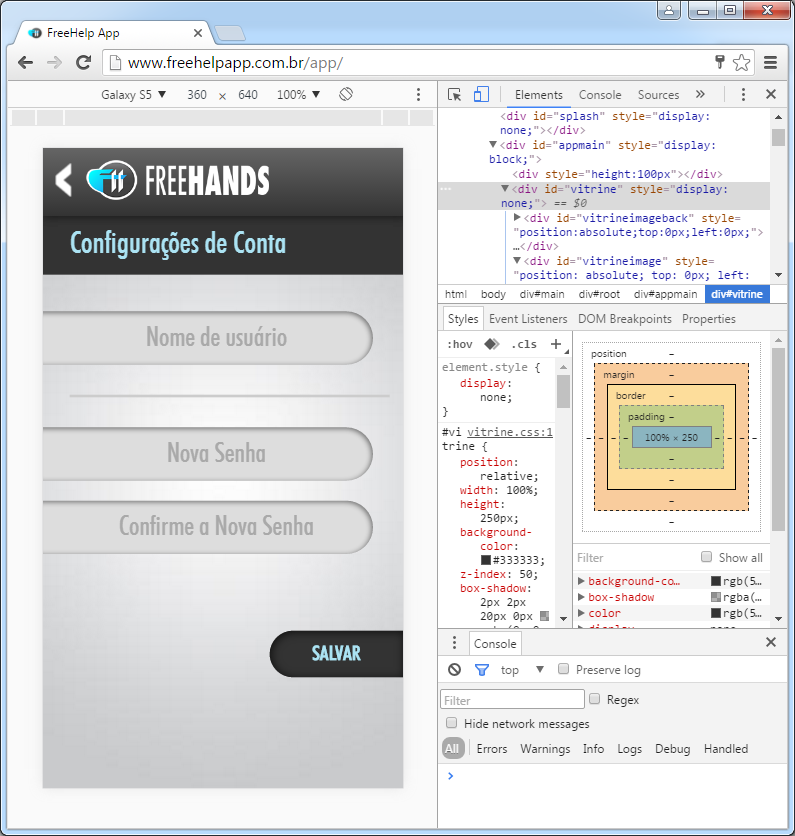 FreeHelp App
www.freehelpapp.com.br/app/
Galaxy S5 ▼ 360 × 640 100% ▼
FREEHANDS
Configurações de Conta
Nome de usuário
Nova Senha
Confirme a Nova Senha
SALVAR
Elements Console Sources »
<div id="splash" style="display:
none;"></div>
▼<div id="appmain" style="display:
block;">
<div style="height:100px"></div>
… ▼<div id="vitrine" style="display:
none;"> == $0
▶<div id="vitrineimageback" style=
"position:absolute;top:0px;left:0px;">
…</div>
▼<div id="vitrineimage" style=
"position: absolute; top: 0px; left:
html body div#main div#root div#appmain div#vitrine
Styles Event Listeners DOM Breakpoints Properties
:hov .cls +
element.style {
display:
none;
}
#vi vitrine.css:1
trine {
position:
relative;
width: 100%;
height:
250px;
background-
color:
#333333;
z-index: 50;
box-shadow:
2px 2px
20px 0px
position –
margin –
border –
padding –
– – – – 100% × 250 – – – –
–
–
–
–
Filter Show all
▶ background-co… rgb(5…
▶ box-shadow rgba(…
▶ color rgb(5…
Console
top ▼ Preserve log
Filter Regex
Hide network messages
All Errors Warnings Info Logs Debug Handled
>